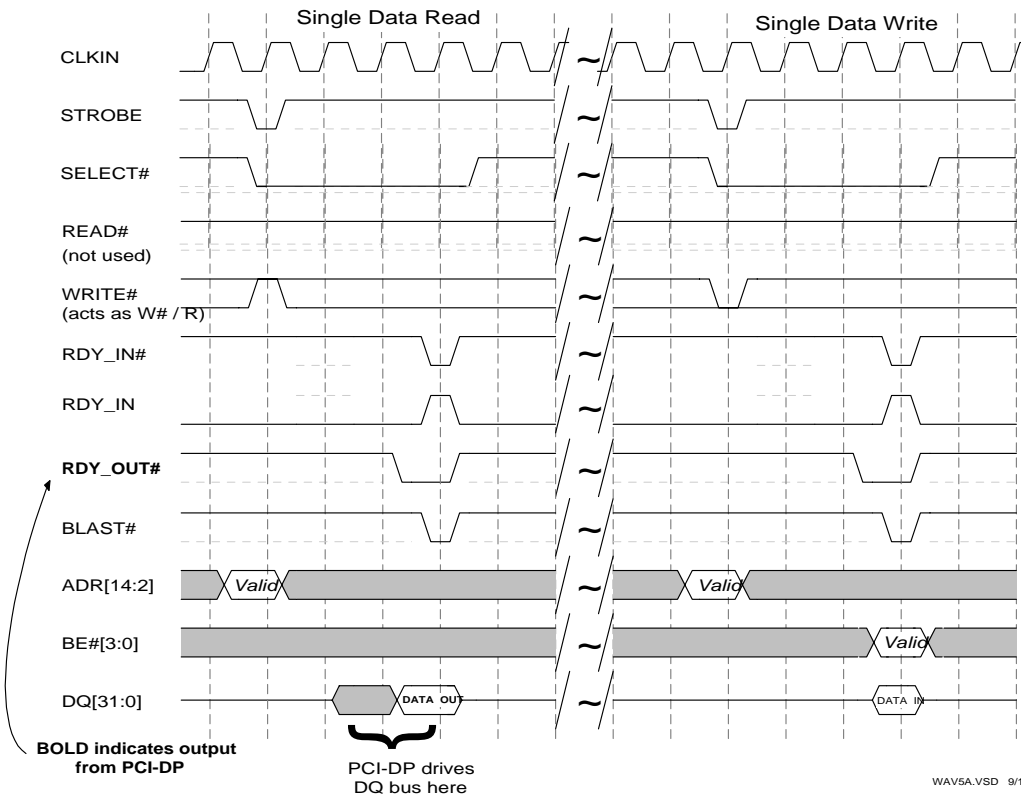 Single Data Read
Single Data Write
CLKIN
STROBE
SELECT#
READ#
(not used)
WRITE#
(acts as W# / R)
RDY_IN#
RDY_IN
RDY_OUT#
BLAST#
ADR[14:2] Valid Valid
BE#[3:0] Valid
DQ[31:0] DATA OUT DATA IN
BOLD indicates output
from PCI-DP
PCI-DP drives
DQ bus here
WAV5A.VSD 9/1